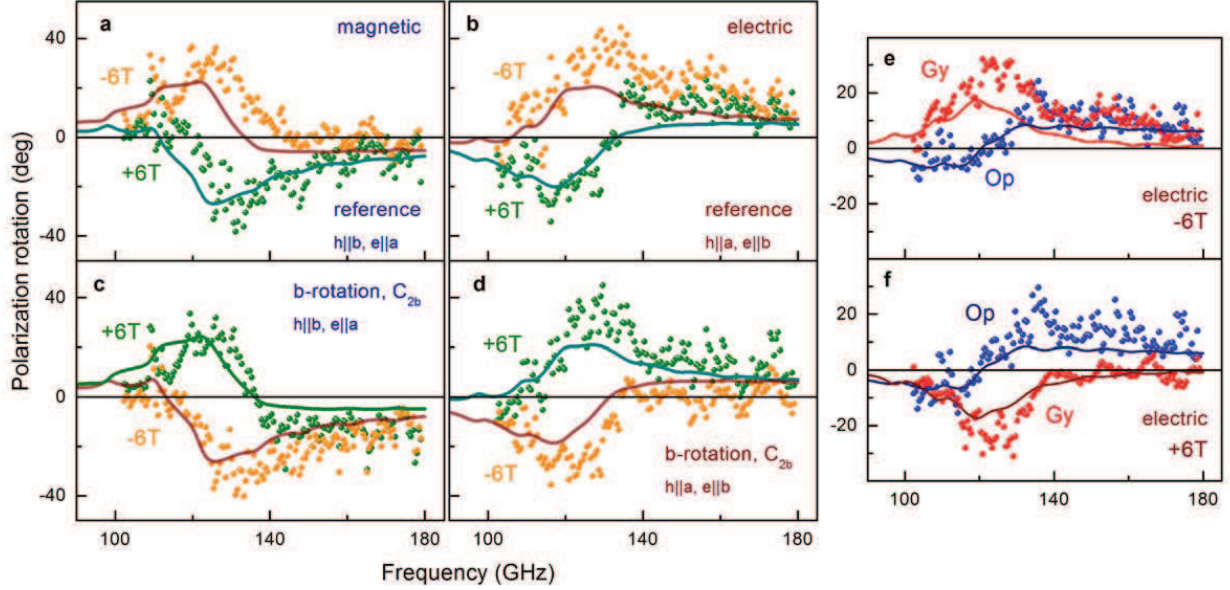 a
magnetic
-6T
+6T
reference
h||b, e||a
40
0
-40
b
electric
-6T
+6T
reference
h||a, e||b
c
b-rotation, C2b
h||b, e||a
+6T
-6T
40
0
-40
100
140
180
d
+6T
-6T
b-rotation, C2b
h||a, e||b
100
140
180
Polarization rotation (deg)
Frequency (GHz)
e
Gy
Op
electric
-6T
20
0
-20
f
Op
Gy
electric
+6T
20
0
-20
100
140
180